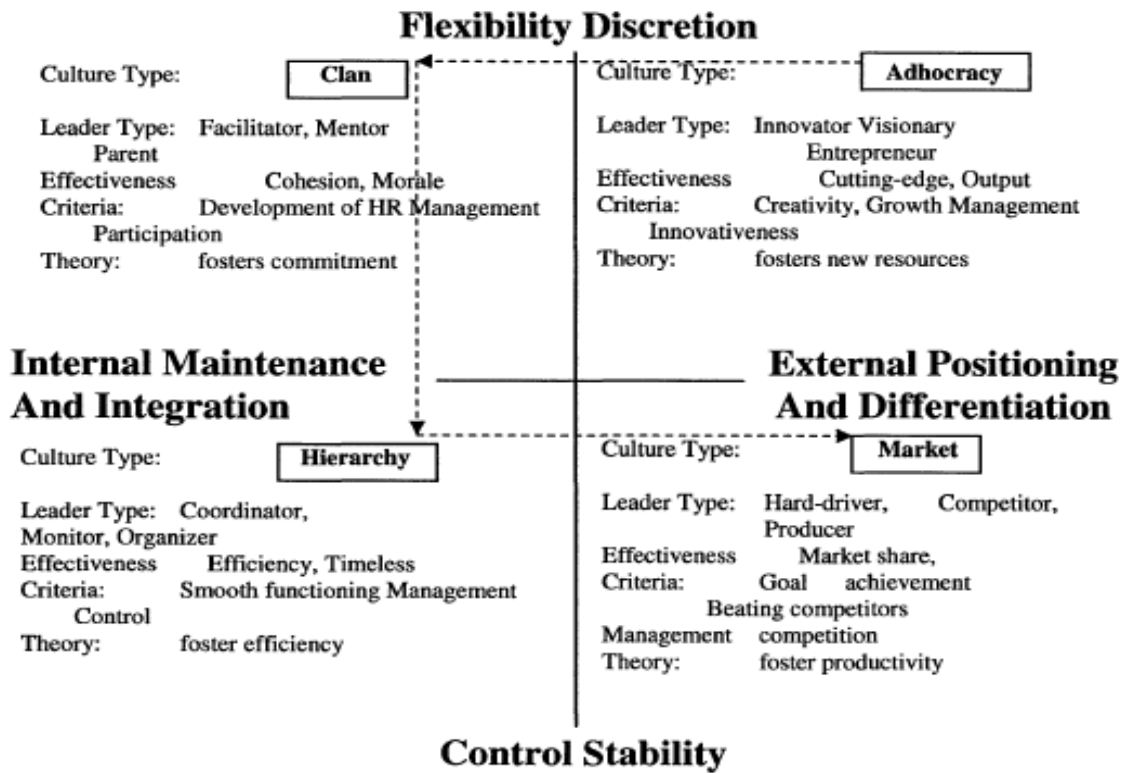 Flexibility Discretion
Culture Type: Clan
Leader Type: Facilitator, Mentor
Parent
Effectiveness Cohesion, Morale
Criteria: Development of HR Management
Participation
Theory: fosters commitment
Culture Type: Adhocracy
Leader Type: Innovator Visionary
Entrepreneur
Effectiveness Cutting-edge, Output
Criteria: Creativity, Growth Management
Innovativeness
Theory: fosters new resources
Internal Maintenance
And Integration
External Positioning
And Differentiation
Culture Type: Hierarchy
Leader Type: Coordinator,
Monitor, Organizer
Effectiveness Efficiency, Timeless
Criteria: Smooth functioning Management
Control
Theory: foster efficiency
Culture Type: Market
Leader Type: Hard-driver, Competitor,
Producer
Effectiveness Market share,
Criteria: Goal achievement
Beating competitors
Management competition
Theory: foster productivity
Control Stability